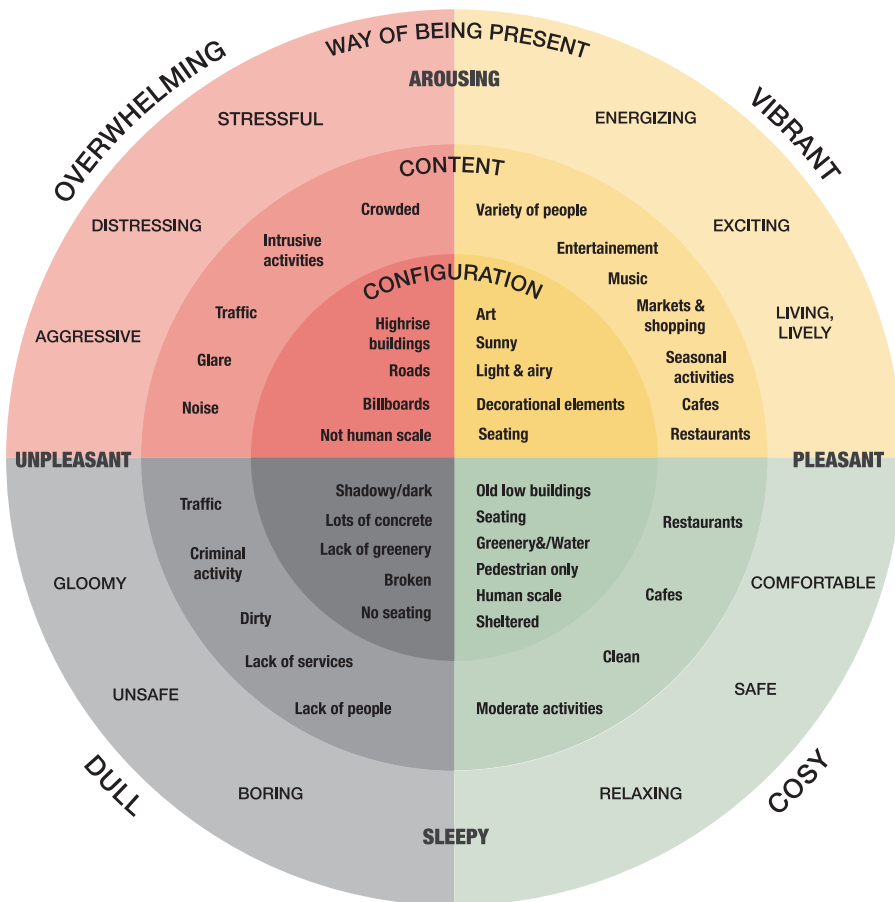 WAY OF BEING PRESENT
OVERWHELMING
VIBRANT
AROUSING
STRESSFUL
ENERGIZING
DISTRESSING
EXCITING
AGGRESSIVE
LIVING,
LIVELY
CONTENT
Crowded
Intrusive
activities
Traffic
Glare
Noise
Variety of people
Entertainement
Music
Markets &
shopping
Seasonal
activities
Cafes
Restaurants
CONFIGURATION
Highrise
buildings
Roads
Billboards
Not human scale
Art
Sunny
Light & airy
Decorational elements
Seating
UNPLEASANT
PLEASANT
Shadowy/dark
Lots of concrete
Lack of greenery
Broken
No seating
Old low buildings
Seating
Greenery&/Water
Pedestrian only
Human scale
Sheltered
Traffic
Criminal
activity
Dirty
Lack of services
Lack of people
Restaurants
Cafes
Clean
Moderate activities
GLOOMY
UNSAFE
BORING
COMFORTABLE
SAFE
RELAXING
SLEEPY
DULL
COSY